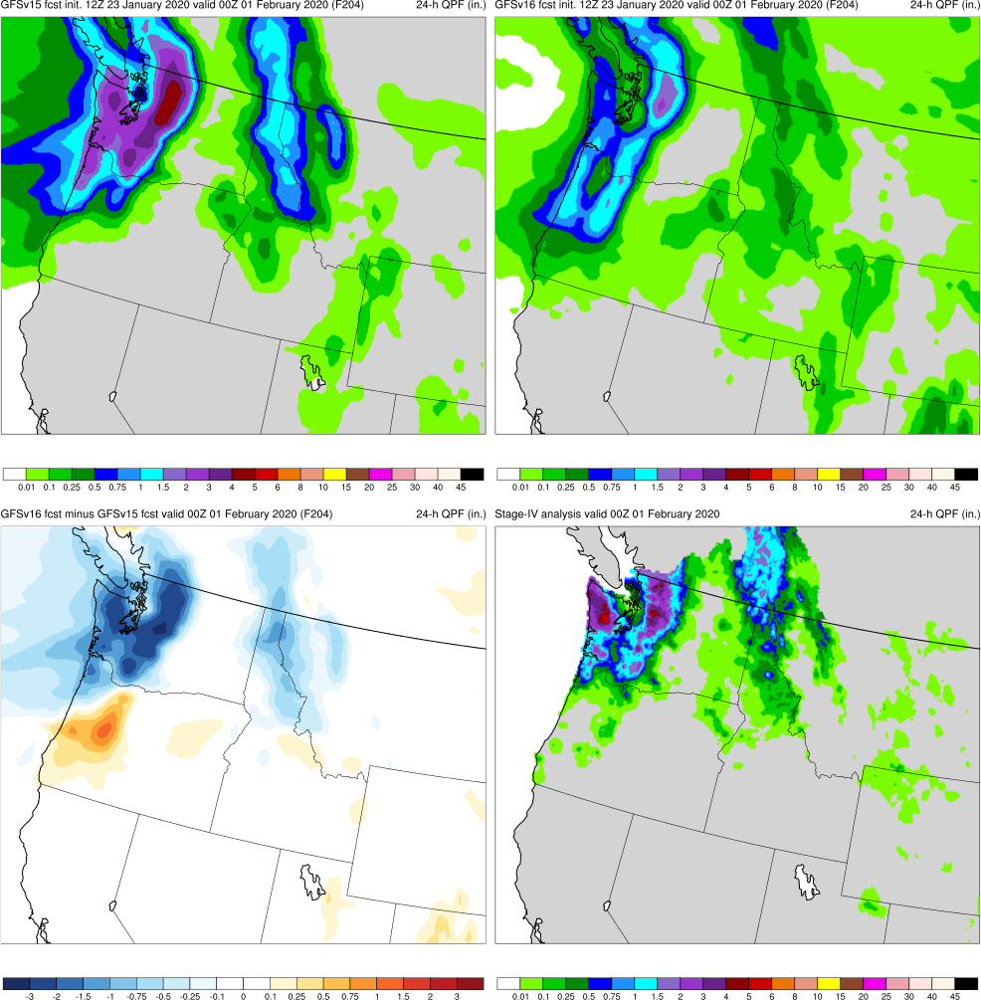 GFSv15 fcst init. 12Z 23 January 2020 valid 00Z 01 February 2020 (F204) 24-h QPF (in.)
GFSv16 fcst init. 12Z 23 January 2020 valid 00Z 01 February 2020 (F204) 24-h QPF (in.)
0.01 0.1 0.25 0.5 0.75 1 1.5 2 3 4 5 6 8 10 15 20 25 30 40 45
0.01 0.1 0.25 0.5 0.75 1 1.5 2 3 4 5 6 8 10 15 20 25 30 40 45
GFSv16 fcst minus GFSv15 fcst valid 00Z 01 February 2020 (F204) 24-h QPF (in.)
Stage-IV analysis valid 00Z 01 February 2020 24-h QPF (in.)
-3 -2 -1.5 -1 -0.75 -0.5 -0.25 -0.1 0 0.1 0.25 0.5 0.75 1 1.5 2 3
0.01 0.1 0.25 0.5 0.75 1 1.5 2 3 4 5 6 8 10 15 20 25 30 40 45